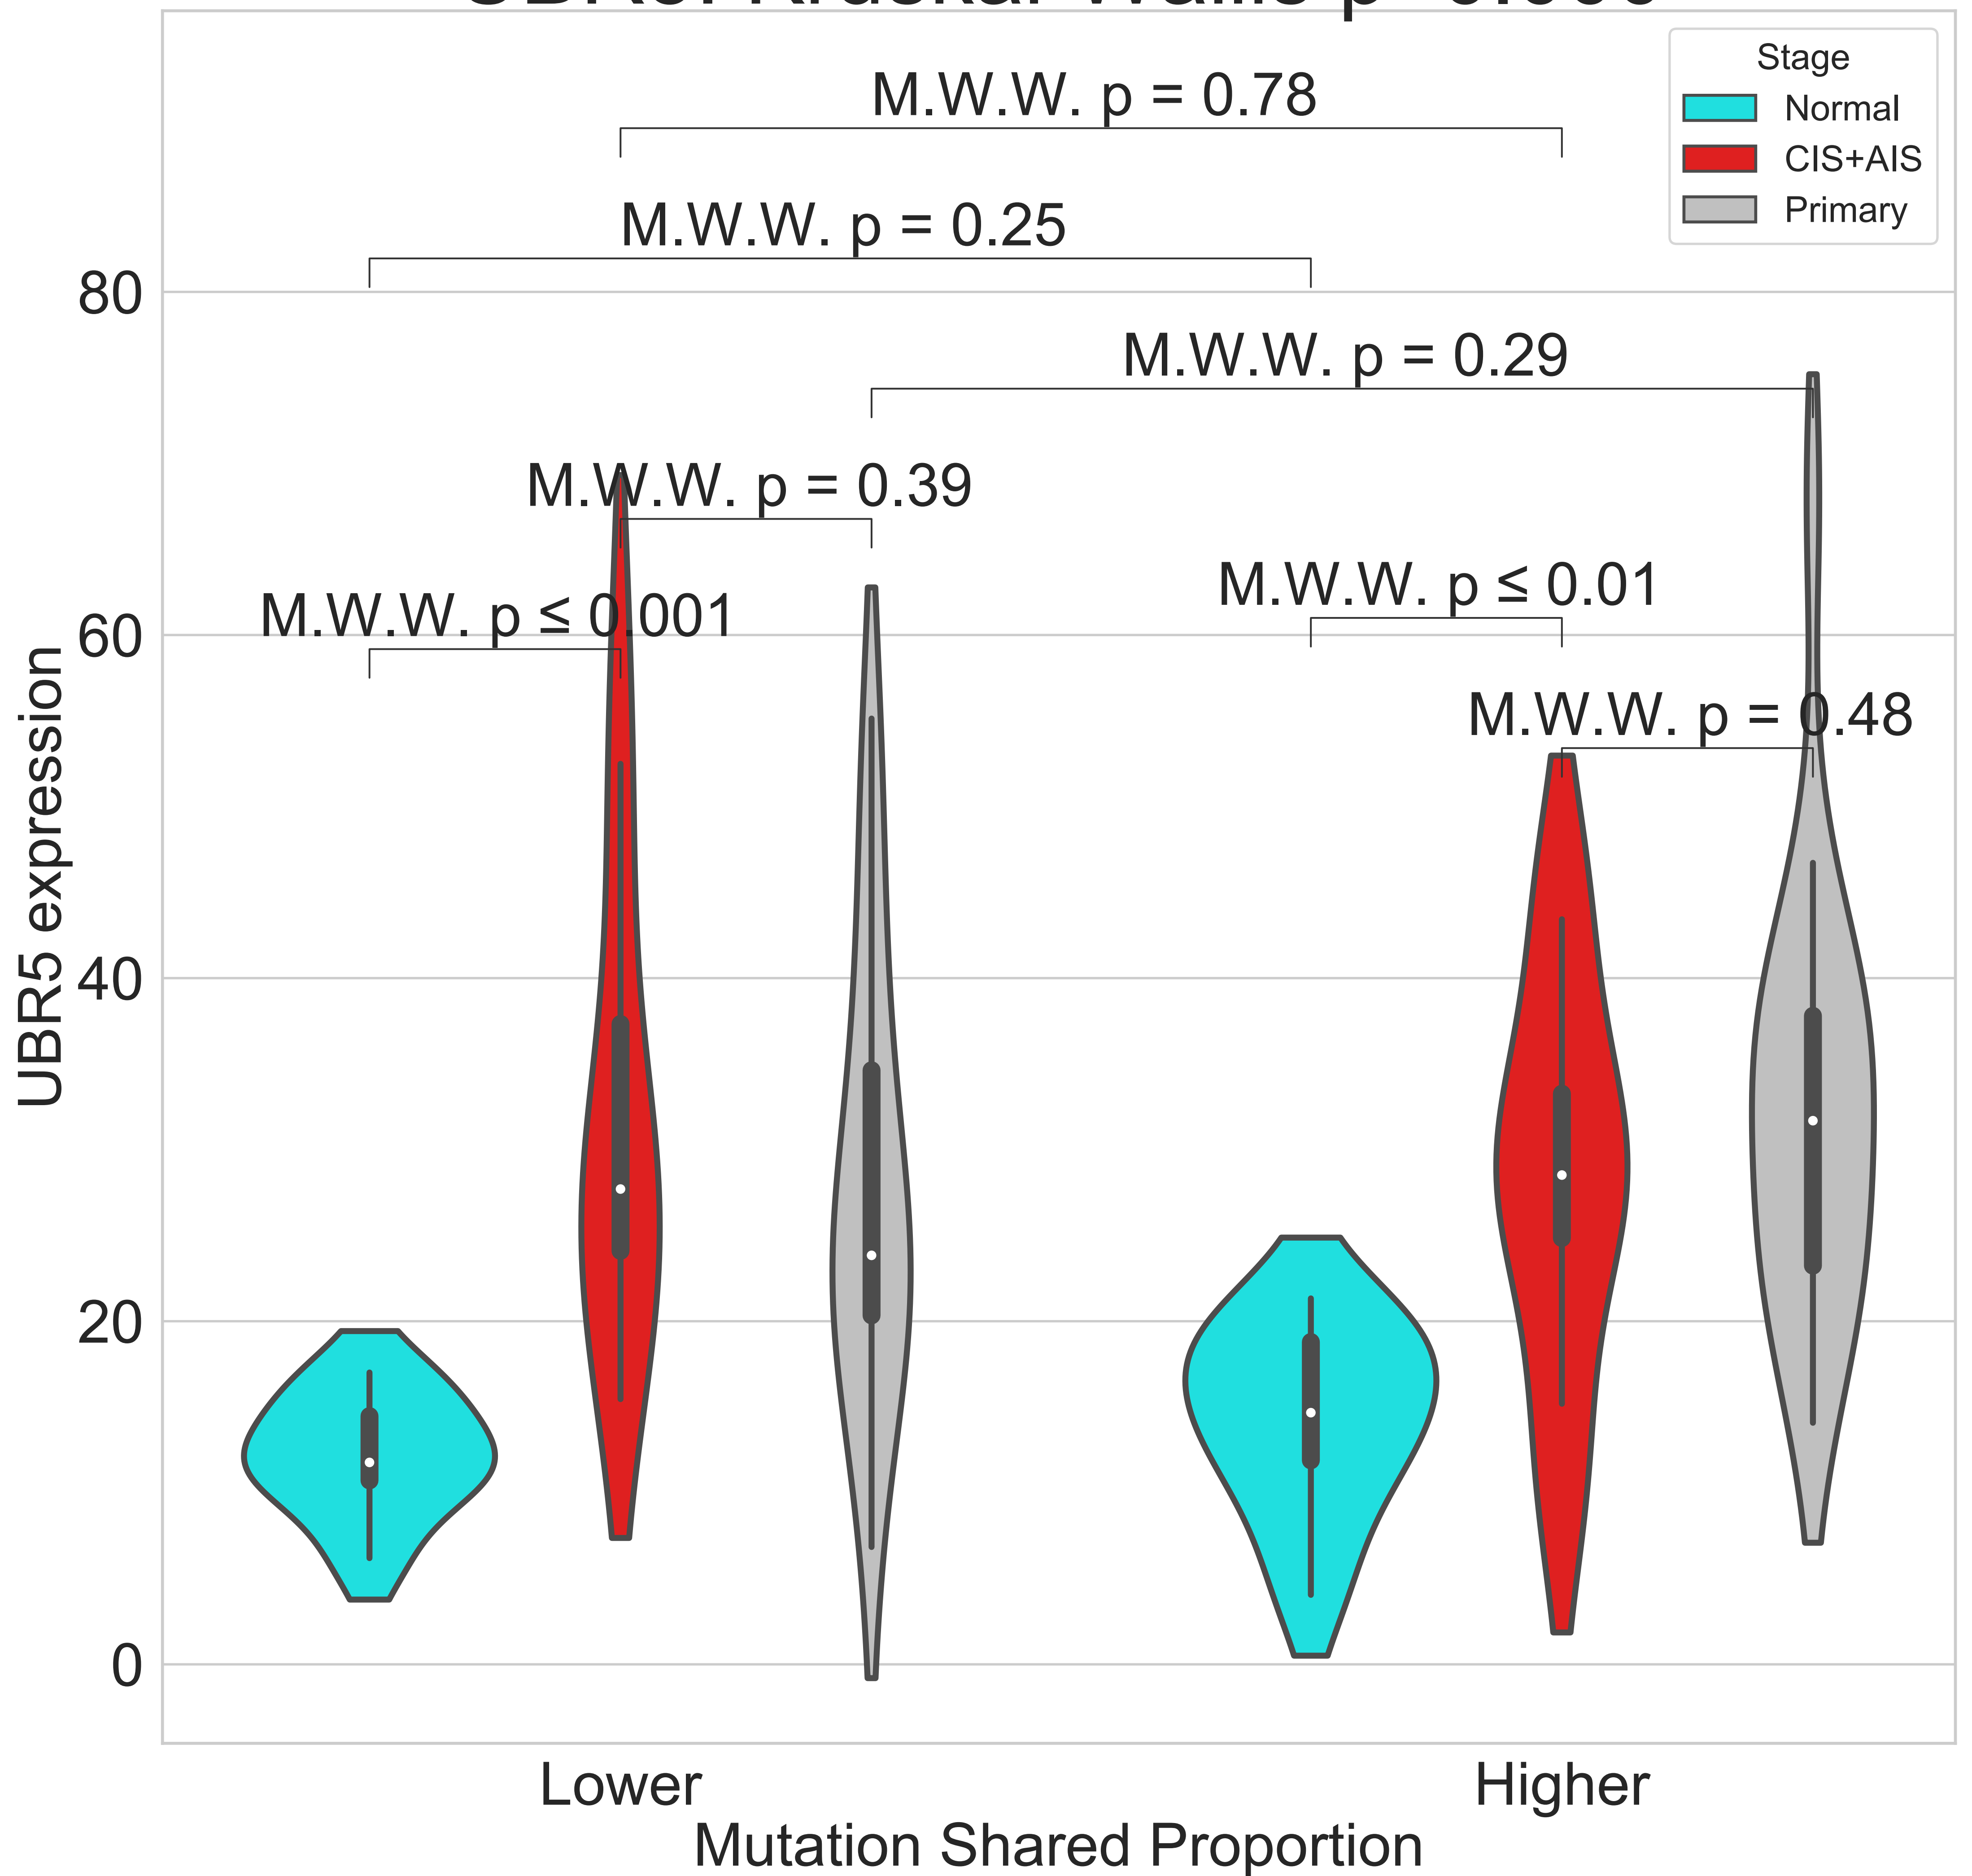 Stage
Normal
CIS+AIS
Primary
M.W.W. p = 0.78
M.W.W. p = 0.25
M.W.W. p = 0.29
M.W.W. p = 0.39
M.W.W. p ≤ 0.001
M.W.W. p ≤ 0.01
M.W.W. p = 0.48
UBR5 expression
80
60
40
20
0
Lower
Higher
Mutation Shared Proportion